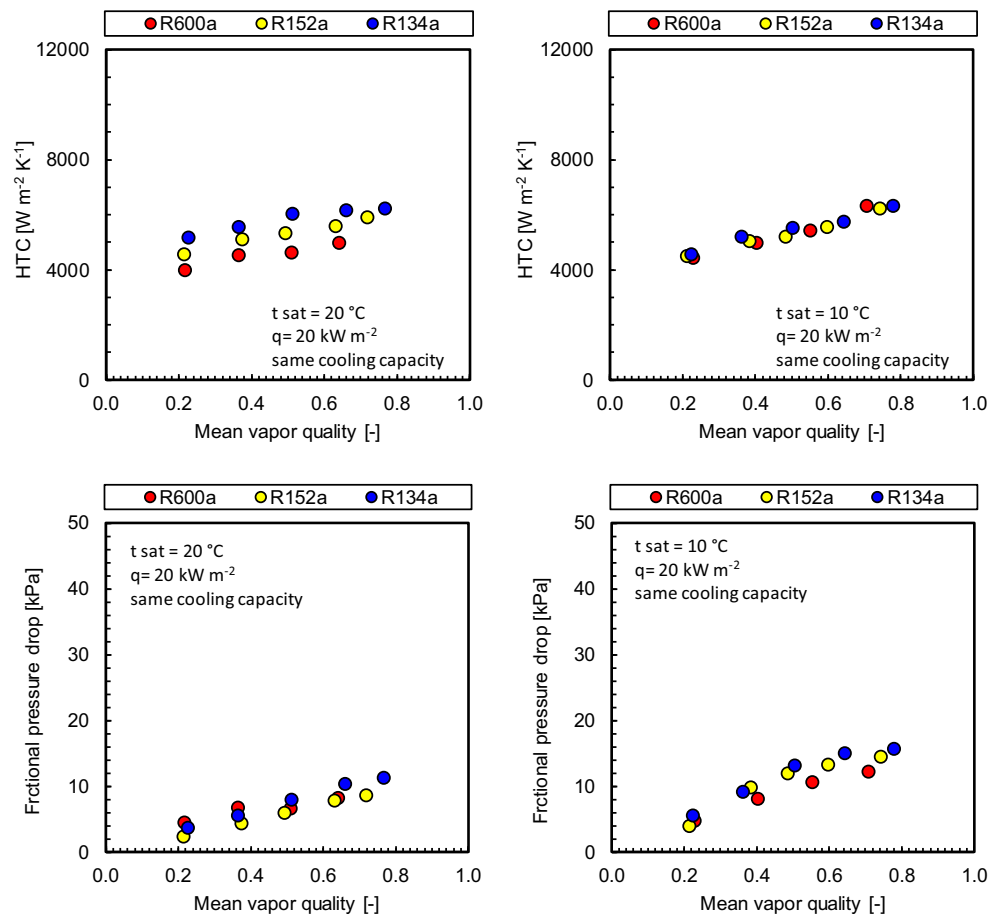 R600a R152a R134a
12000
8000
4000
0
HTC [W m-2 K-1]
t sat = 20 °C
q= 20 kW m-2
same cooling capacity
0.0 0.2 0.4 0.6 0.8 1.0
Mean vapor quality [-]
R600a R152a R134a
12000
8000
4000
0
HTC [W m-2 K-1]
t sat = 10 °C
q= 20 kW m-2
same cooling capacity
0.0 0.2 0.4 0.6 0.8 1.0
Mean vapor quality [-]
R600a R152a R134a
50
40
30
20
10
0
Frctional pressure drop [kPa]
t sat = 20 °C
q= 20 kW m-2
same cooling capacity
0.0 0.2 0.4 0.6 0.8 1.0
Mean vapor quality [-]
R600a R152a R134a
50
40
30
20
10
0
Frctional pressure drop [kPa]
t sat = 10 °C
q= 20 kW m-2
same cooling capacity
0.0 0.2 0.4 0.6 0.8 1.0
Mean vapor quality [-]